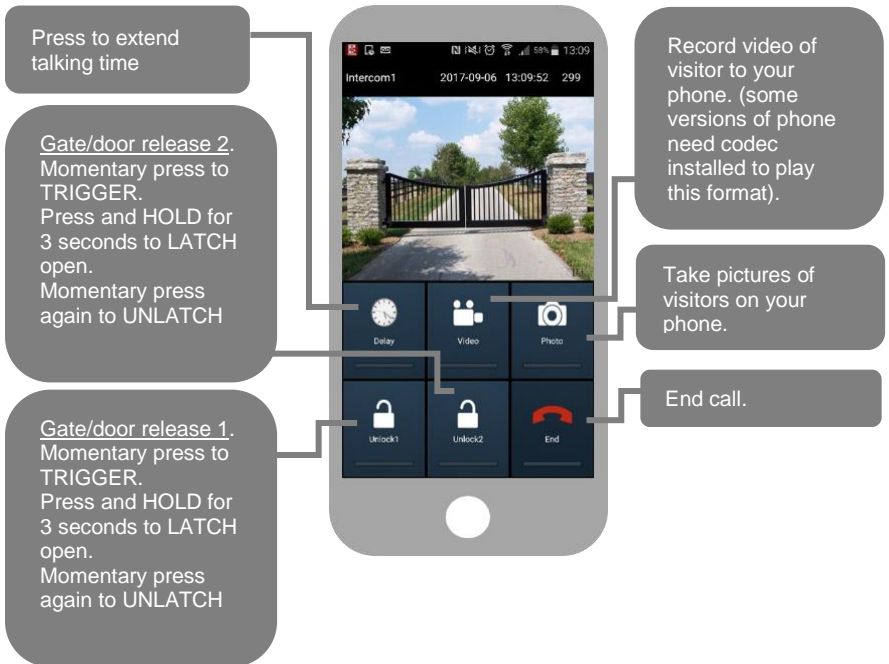 Press to extend
talking time
Gate/door release 2.
Momentary press to
TRIGGER.
Press and HOLD for
3 seconds to LATCH
open.
Momentary press
again to UNLATCH
Gate/door release 1.
Momentary press to
TRIGGER.
Press and HOLD for
3 seconds to LATCH
open.
Momentary press
again to UNLATCH
58% 13:09
Intercom1 2017-09-06 13:09:52 299
Delay Video Photo
Unlock1 Unlock2 End
Record video of
visitor to your
phone. (some
versions of phone
need codec
installed to play
this format).
Take pictures of
visitors on your
phone.
End call.